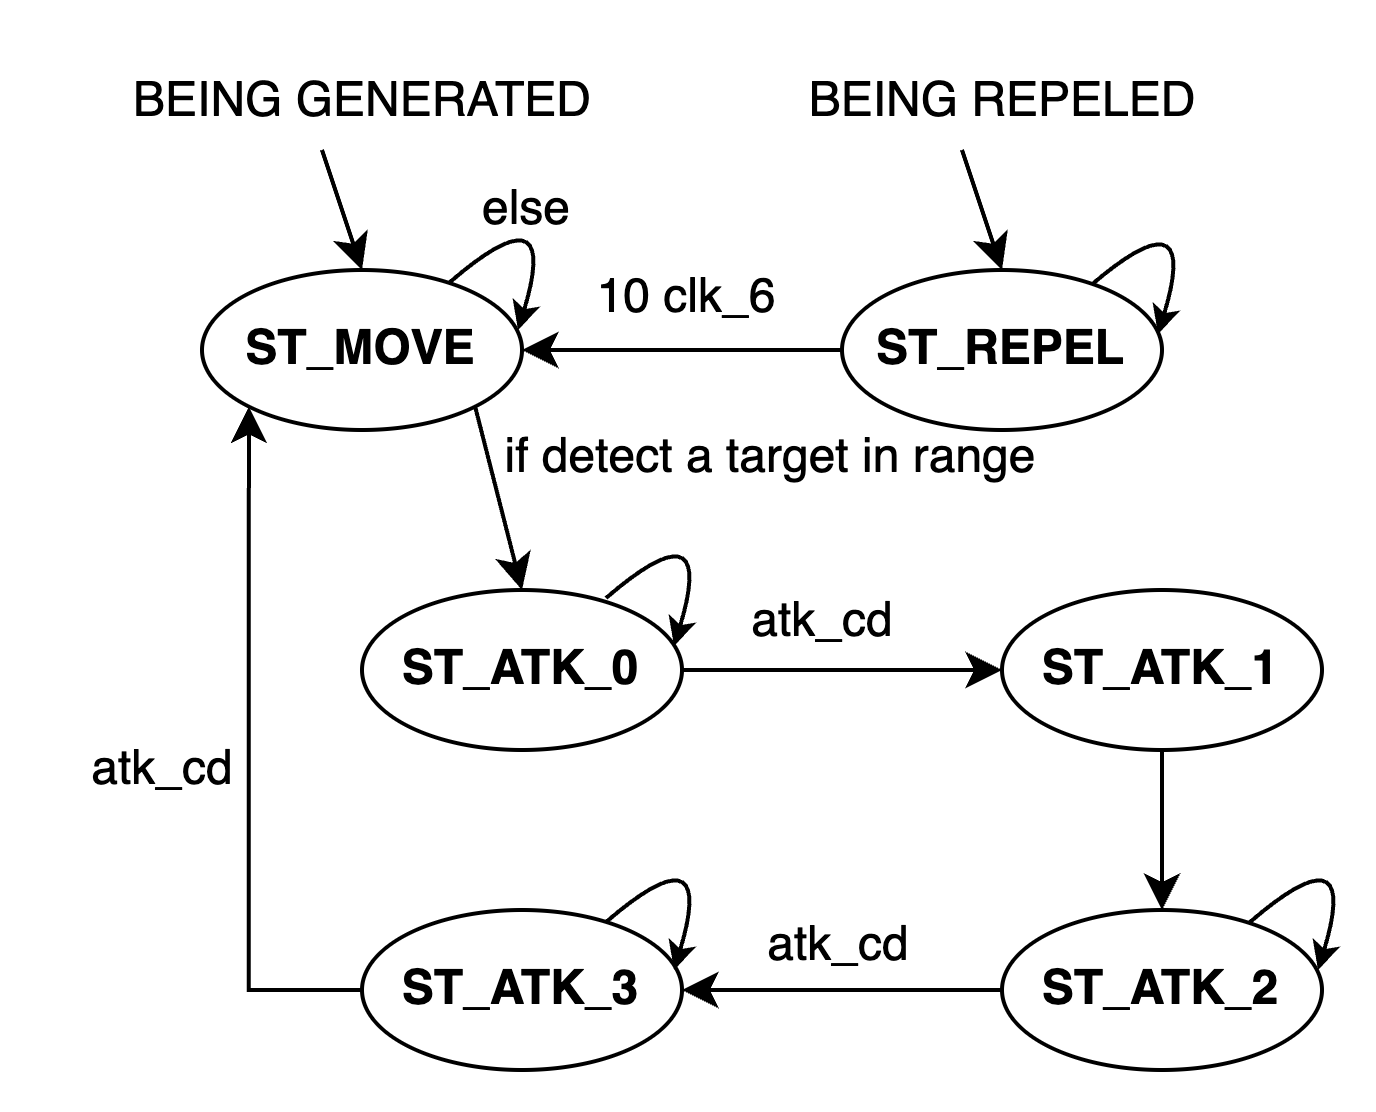 BEING GENERATED
BEING REPELED
else
10 clk_6
ST_MOVE
ST_REPEL
if detect a target in range
atk_cd
ST_ATK_0
ST_ATK_1
atk_cd
atk_cd
ST_ATK_3
ST_ATK_2